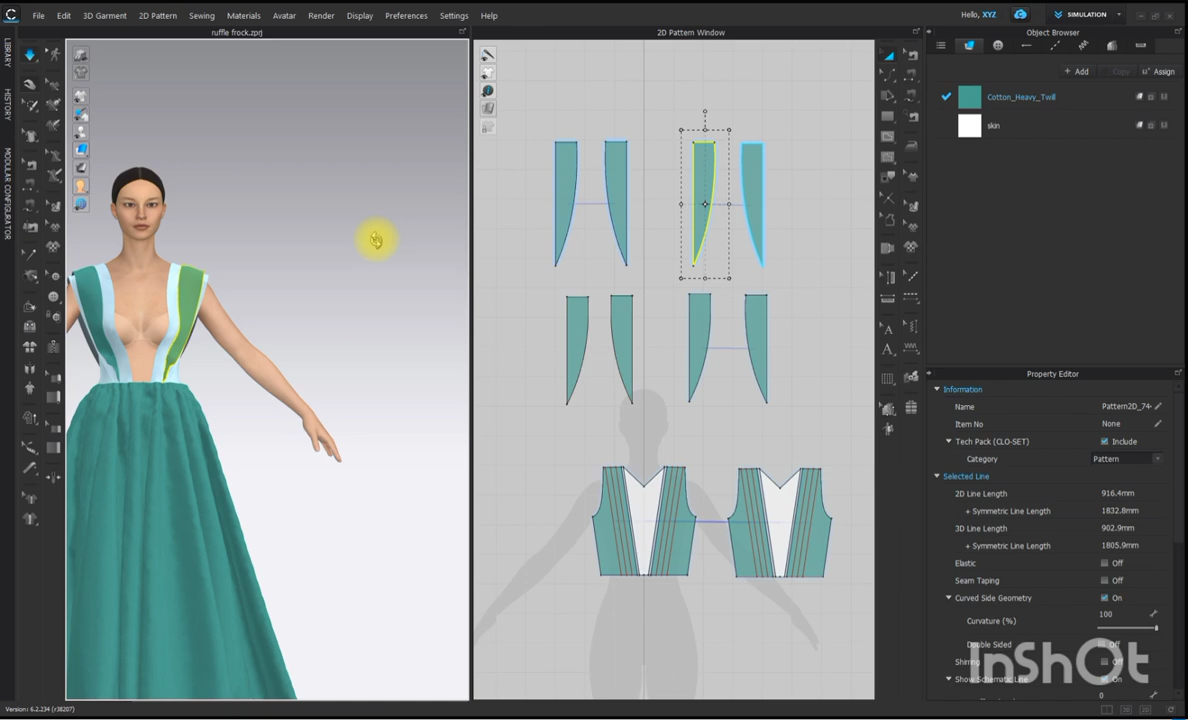 File Edit 3D Garment 2D Pattern Sewing Materials Avatar Render Display Preferences Settings Help
Hello, XYZ
SIMULATION
ruffle frock.zprj
2D Pattern Window
Object Browser
LIBRARY
HISTORY
MODULAR CONFIGURATOR
+ Add Copy Assign
Cotton_Heavy_Twill
skin
Property Editor
Information
Name Pattern2D_74
Item No None
Tech Pack (CLO-SET) Include
Category Pattern
Selected Line
2D Line Length 916.4mm
+ Symmetric Line Length 1832.8mm
3D Line Length 902.9mm
+ Symmetric Line Length 1805.9mm
Elastic Off
Seam Taping Off
Curved Side Geometry On
Curvature (%) 100
Double Sided Off
Shirring Off
Show Schematic Line On
0
InShOt
Version: 6.2.234 (r38207)